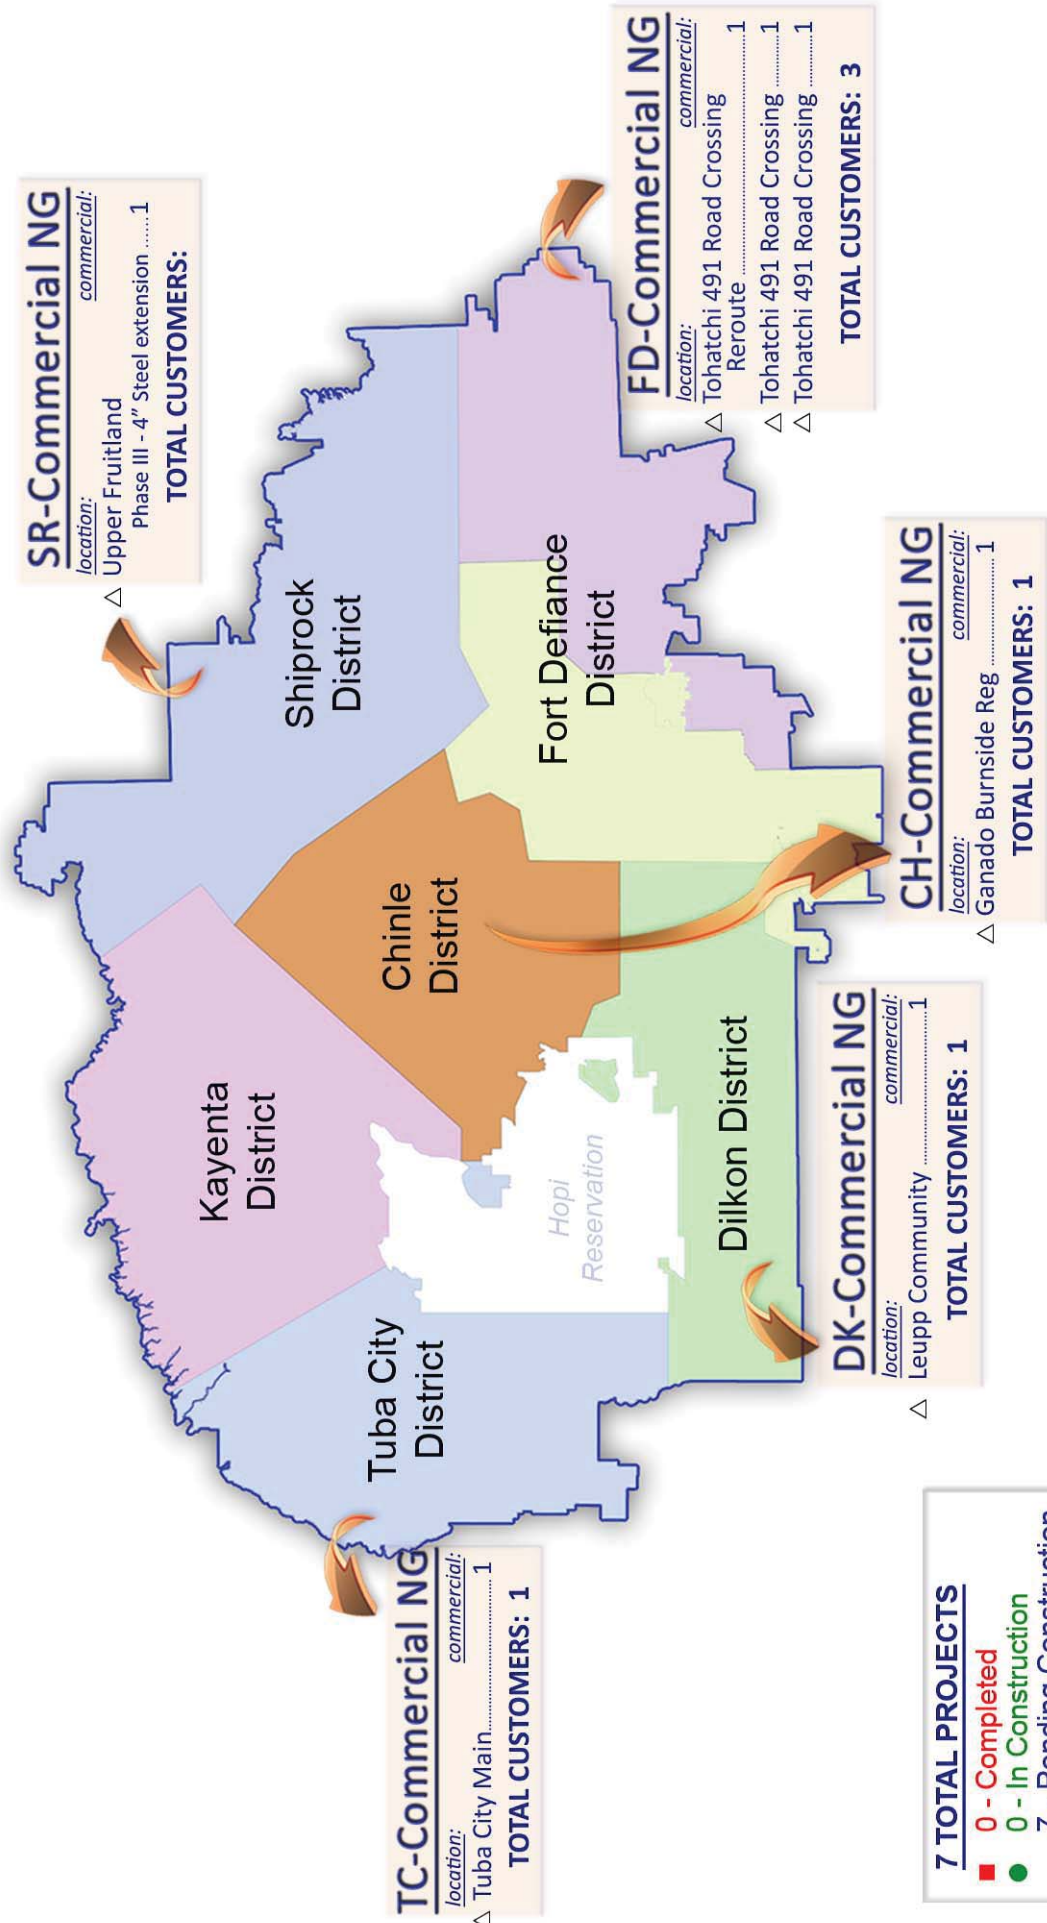 SR-Commercial NG
location: commercial:
△ Upper Fruitland
Phase III - 4" Steel extension ......1
TOTAL CUSTOMERS:
FD-Commercial NG
location: commercial:
△ Tohatchi 491 Road Crossing
Reroute...................................1
△ Tohatchi 491 Road Crossing ........1
△ Tohatchi 491 Road Crossing ........1
TOTAL CUSTOMERS: 3
Shiprock
District
Kayenta
District
Chinle
District
Fort Defiance
District
Tuba City
District
Hopi
Reservation
Dilkon District
TC-Commercial NG
location: commercial:
△ Tuba City Main..........................1
TOTAL CUSTOMERS: 1
DK-Commercial NG
location: commercial:
△ Leupp Community ......................1
TOTAL CUSTOMERS: 1
CH-Commercial NG
location: commercial:
△ Ganado Burnside Reg ................1
TOTAL CUSTOMERS: 1
7 TOTAL PROJECTS
0 - Completed
0 - In Construction
7 - Pending Construction